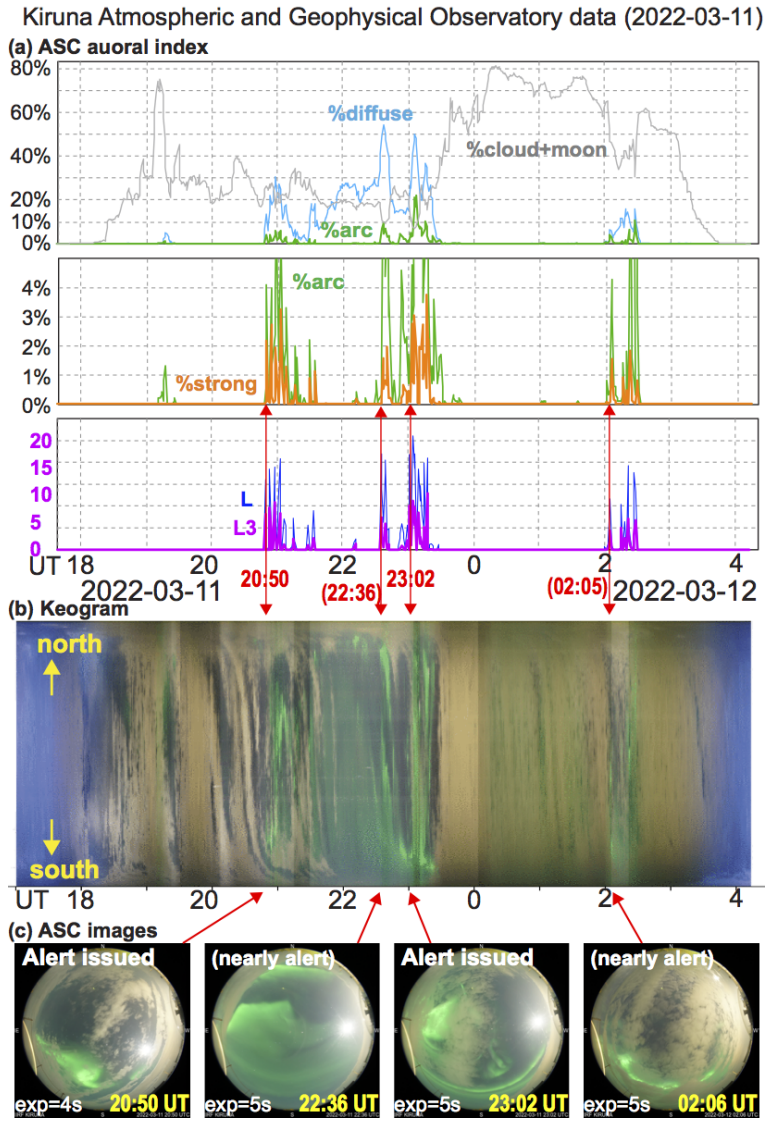 Kiruna Atmospheric and Geophysical Observatory data (2022-03-11)
(a) ASC auoral index
80%
60%
40%
20%
10%
0%
%diffuse
%cloud+moon
%arc
4%
3%
2%
1%
0%
%arc
%strong
20
15
10
5
0
L
L3
UT 18 20 22 0 2 4
2022-03-11 20:50 (22:36) 23:02 (02:05) 2022-03-12
(b) Keogram
north
south
UT 18 20 22 0 2 4
(c) ASC images
Alert issued (nearly alert) Alert issued (nearly alert)
N N N N
exp=4s 20:50 UT exp=5s 22:36 UT exp=5s 23:02 UT exp=5s 02:06 UT